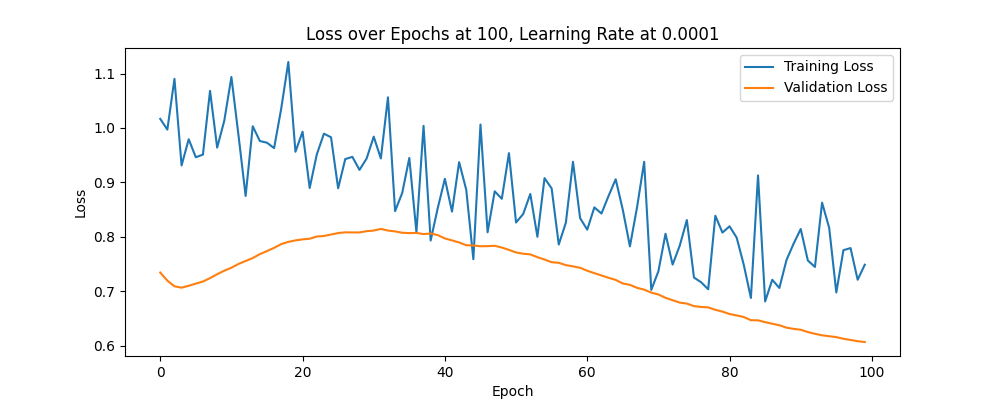 Loss over Epochs at 100, Learning Rate at 0.0001
Training Loss
Validation Loss
1.1
1.0
0.9
0.8
0.7
0.6
Loss
0 20 40 60 80 100
Epoch